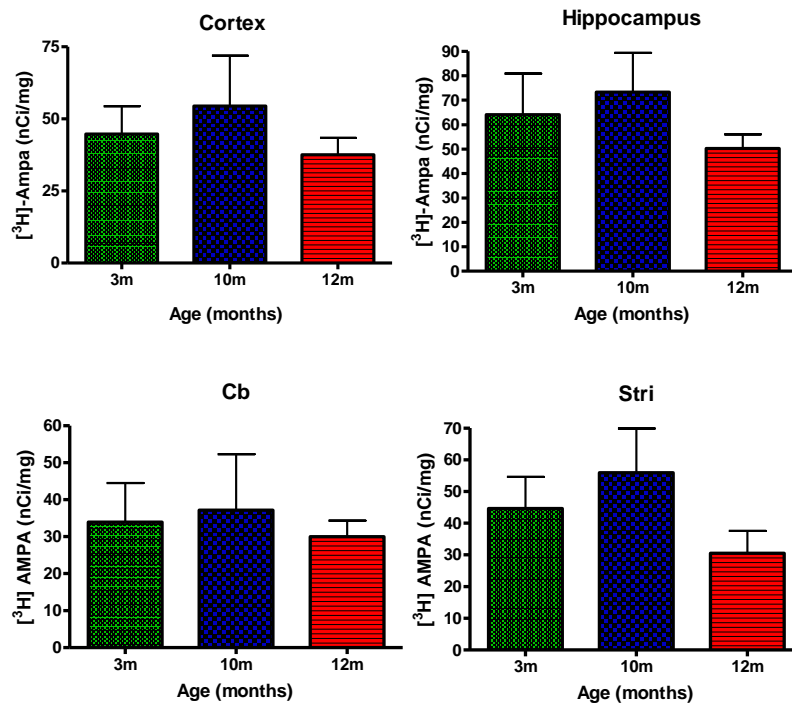 Cortex
[³H]-Ampa (nCi/mg)
75
50
25
0
3m 10m 12m
Age (months)
Hippocampus
[³H]-Ampa (nCi/mg)
90
80
70
60
50
40
30
20
10
0
3m 10m 12m
Age (months)
Cb
[³H] AMPA (nCi/mg)
60
50
40
30
20
10
0
3m 10m 12m
Age (months)
Stri
[³H] AMPA (nCi/mg)
70
60
50
40
30
20
10
0
3m 10m 12m
Age (months)